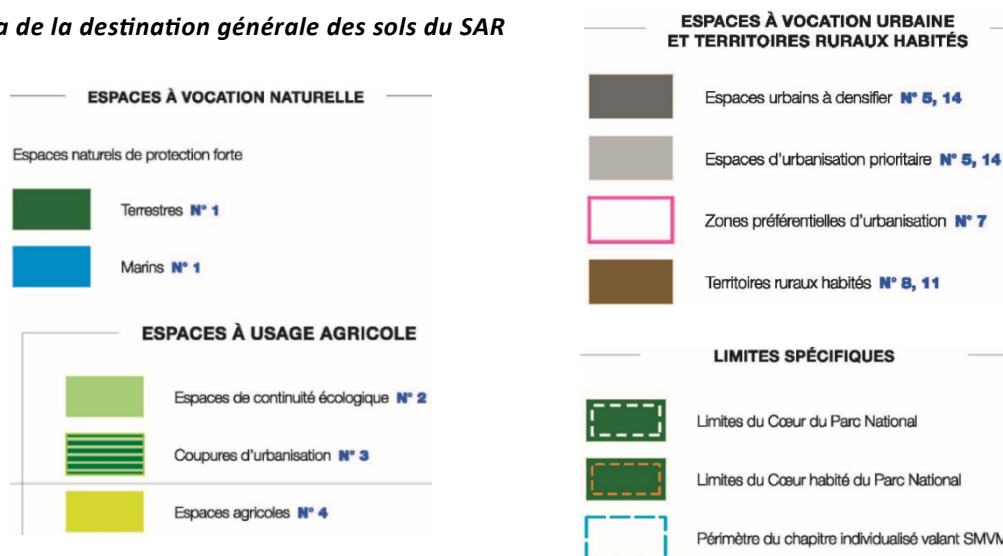 a de la destination générale des sols du SAR
ESPACES À VOCATION NATURELLE
Espaces naturels de protection forte
Terrestres N° 1
Marins N° 1
ESPACES À USAGE AGRICOLE
Espaces de continuité écologique N° 2
Coupures d'urbanisation N° 3
Espaces agricoles N° 4
ESPACES À VOCATION URBAINE
ET TERRITOIRES RURAUX HABITÉS
Espaces urbains à densifier N° 5, 14
Espaces d'urbanisation prioritaire N° 5, 14
Zones préférentielles d'urbanisation N° 7
Territoires ruraux habités N° 8, 11
LIMITES SPÉCIFIQUES
Limites du Cœur du Parc National
Limites du Cœur habité du Parc National
Périmètre du chapitre individualisé valant SMVM